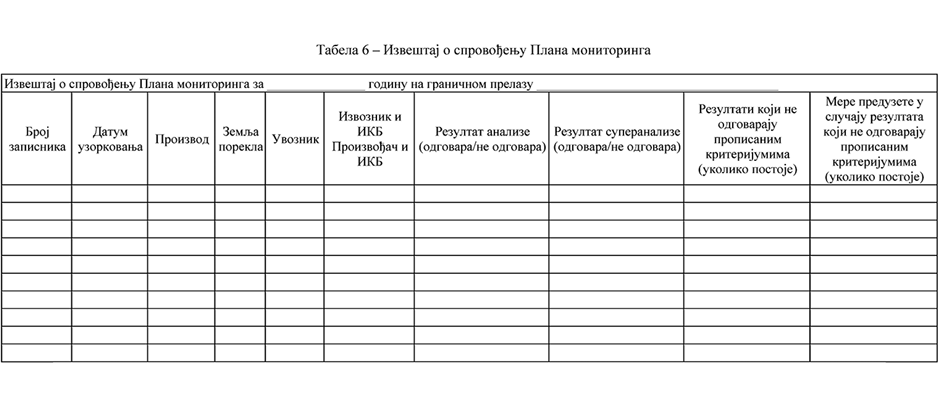 Табела 6 – Извештај о спровођењу Плана мониторинга
Извештај о спровођењу Плана мониторинга за _______________ годину на граничном прелазу _____________________________________
Број
записника
Датум
узорковања
Производ
Земља
порекла
Увозник
Извозник и
ИКБ
Произвођач и
ИКБ
Резултат анализе
(одговара/не одговара)
Резултат суперанализе
(одговара/не одговара)
Резултати који не
одговарају
прописаним
критеријумима
(уколико постоје)
Мере предузете у
случају резултата
који не одговарају
прописаним
критеријумима
(уколико постоје)